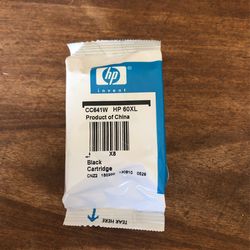 hp
invent
CC641W HP 60XL
Product of China
X8
Black
Cartridge
TEAR HERE